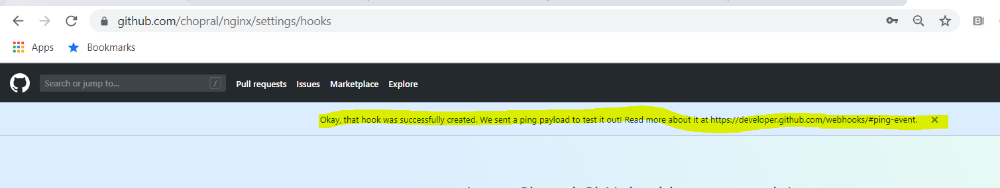 github.com/chopral/nginx/settings/hooks
Apps Bookmarks
Search or jump to... / Pull requests Issues Marketplace Explore
Okay, that hook was successfully created. We sent a ping payload to test it out! Read more about it at https://developer.github.com/webhooks/#ping-event.